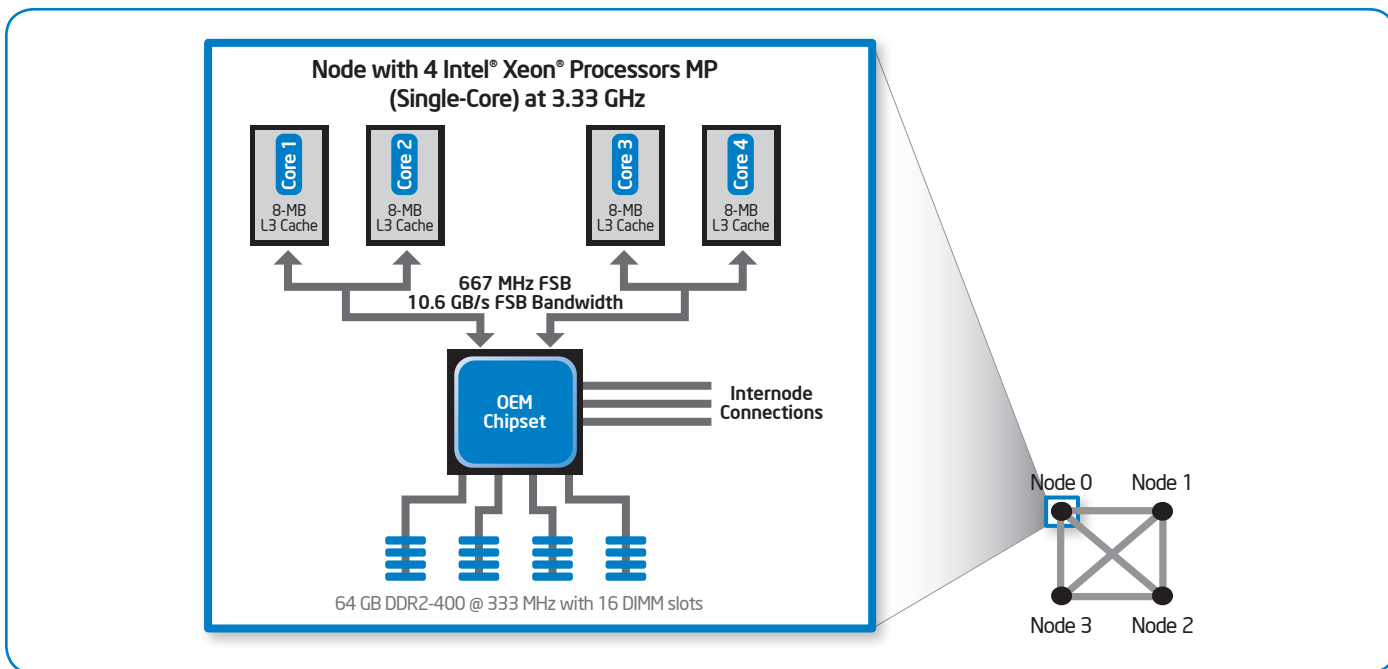 Node with 4 Intel® Xeon® Processors MP
(Single-Core) at 3.33 GHz
Core 1
8-MB
L3 Cache
Core 2
8-MB
L3 Cache
Core 3
8-MB
L3 Cache
Core 4
8-MB
L3 Cache
667 MHz FSB
10.6 GB/s FSB Bandwidth
OEM
Chipset
Internode
Connections
64 GB DDR2-400 @ 333 MHz with 16 DIMM slots
Node 0
Node 1
Node 3
Node 2